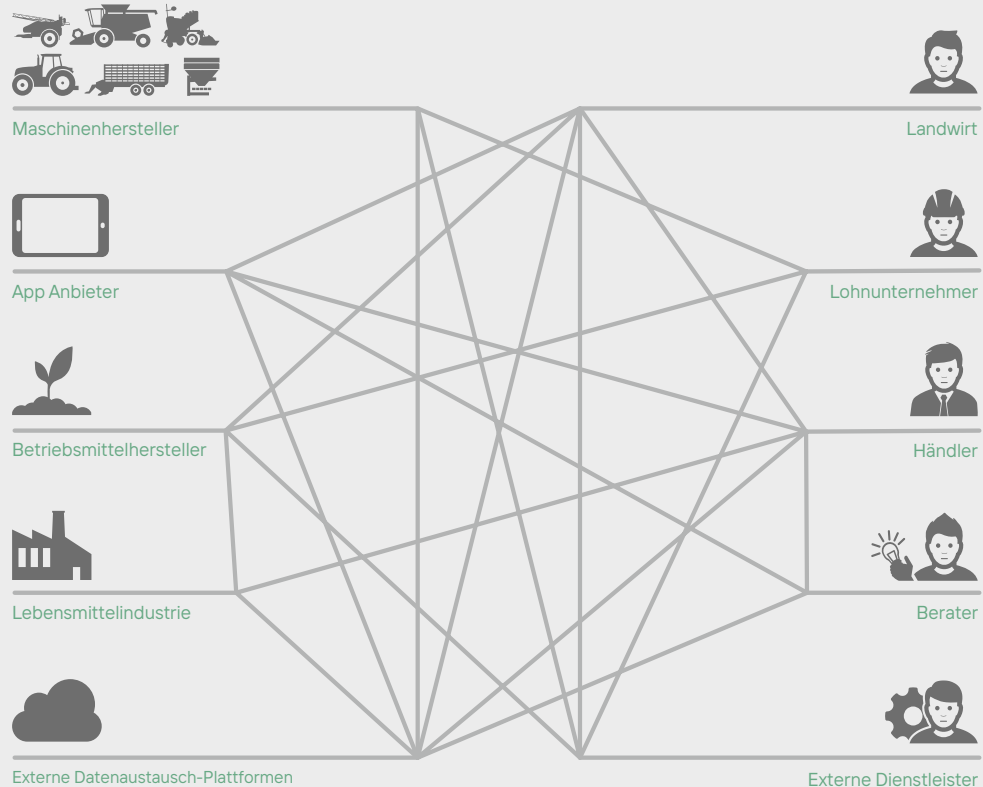 Maschinenhersteller
Landwirt
App Anbieter
Lohnunternehmer
Betriebsmittelhersteller
Händler
Lebensmittelindustrie
Berater
Externe Datenaustausch-Plattformen
Externe Dienstleister